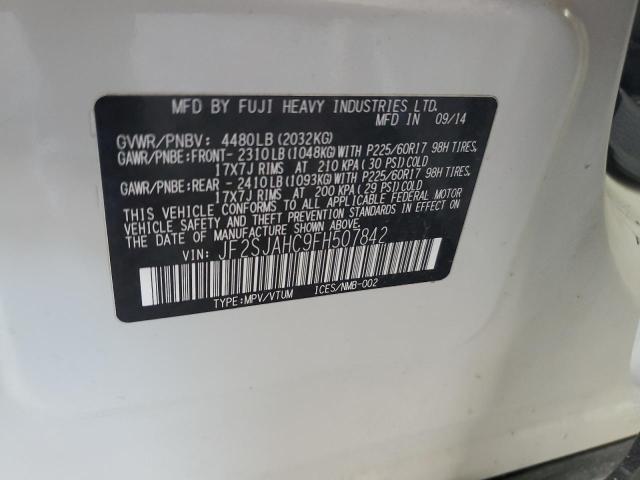 MFD BY FUJI HEAVY INDUSTRIES LTD.
MFD IN 09/14
GVWR/PNBV: 4480LB (2032KG)
GAWR/PNBE:FRONT- 2310LB (1048KG) WITH P225/60R17 98H TIRES,
17X7J RIMS AT 210 KPA (30 PSI) COLD
GAWR/PNBE:REAR - 2410LB (1093KG) WITH P225/60R17 98H TIRES,
17X7J RIMS AT 200 KPA (29 PSI) COLD
THIS VEHICLE CONFORMS TO ALL APPLICABLE FEDERAL MOTOR
VEHICLE SAFETY AND THEFT PREVENTION STANDARDS IN EFFECT
ON THE DATE OF MANUFACTURE SHOWN ABOVE.
VIN: JF2SJAHC9FH507842
TYPE:MPV/VTUM ICES/NMB-002